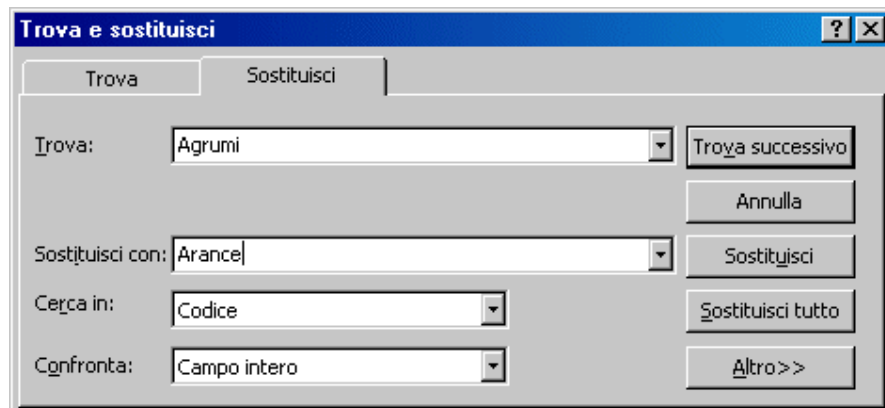 Trova e sostituisci
Trova Sostituisci
Trova: Agrumi Trova successivo
Annulla
Sostituisci con: Arance Sostituisci
Cerca in: Codice Sostituisci tutto
Confronta: Campo intero Altro>>